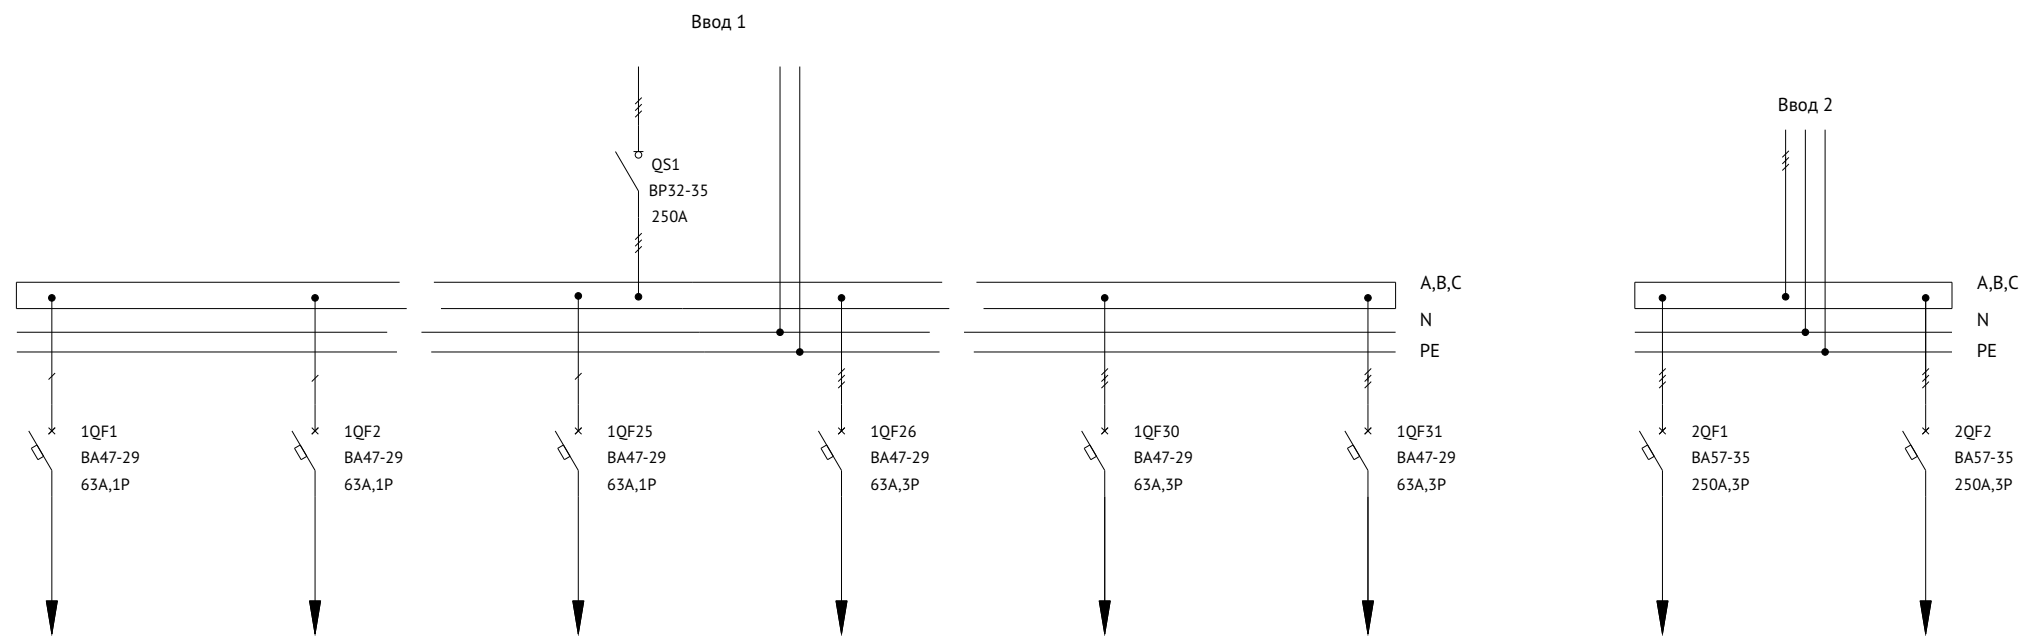 Ввод 1
Ввод 2
QS1
ВР32-35
250А
А,В,С
N
PE
А,В,С
N
PE
1QF1
ВА47-29
63А,1Р
1QF2
ВА47-29
63А,1Р
1QF25
ВА47-29
63А,1Р
1QF26
ВА47-29
63А,3Р
1QF30
ВА47-29
63А,3Р
1QF31
ВА47-29
63А,3Р
2QF1
ВА57-35
250А,3Р
2QF2
ВА57-35
250А,3Р